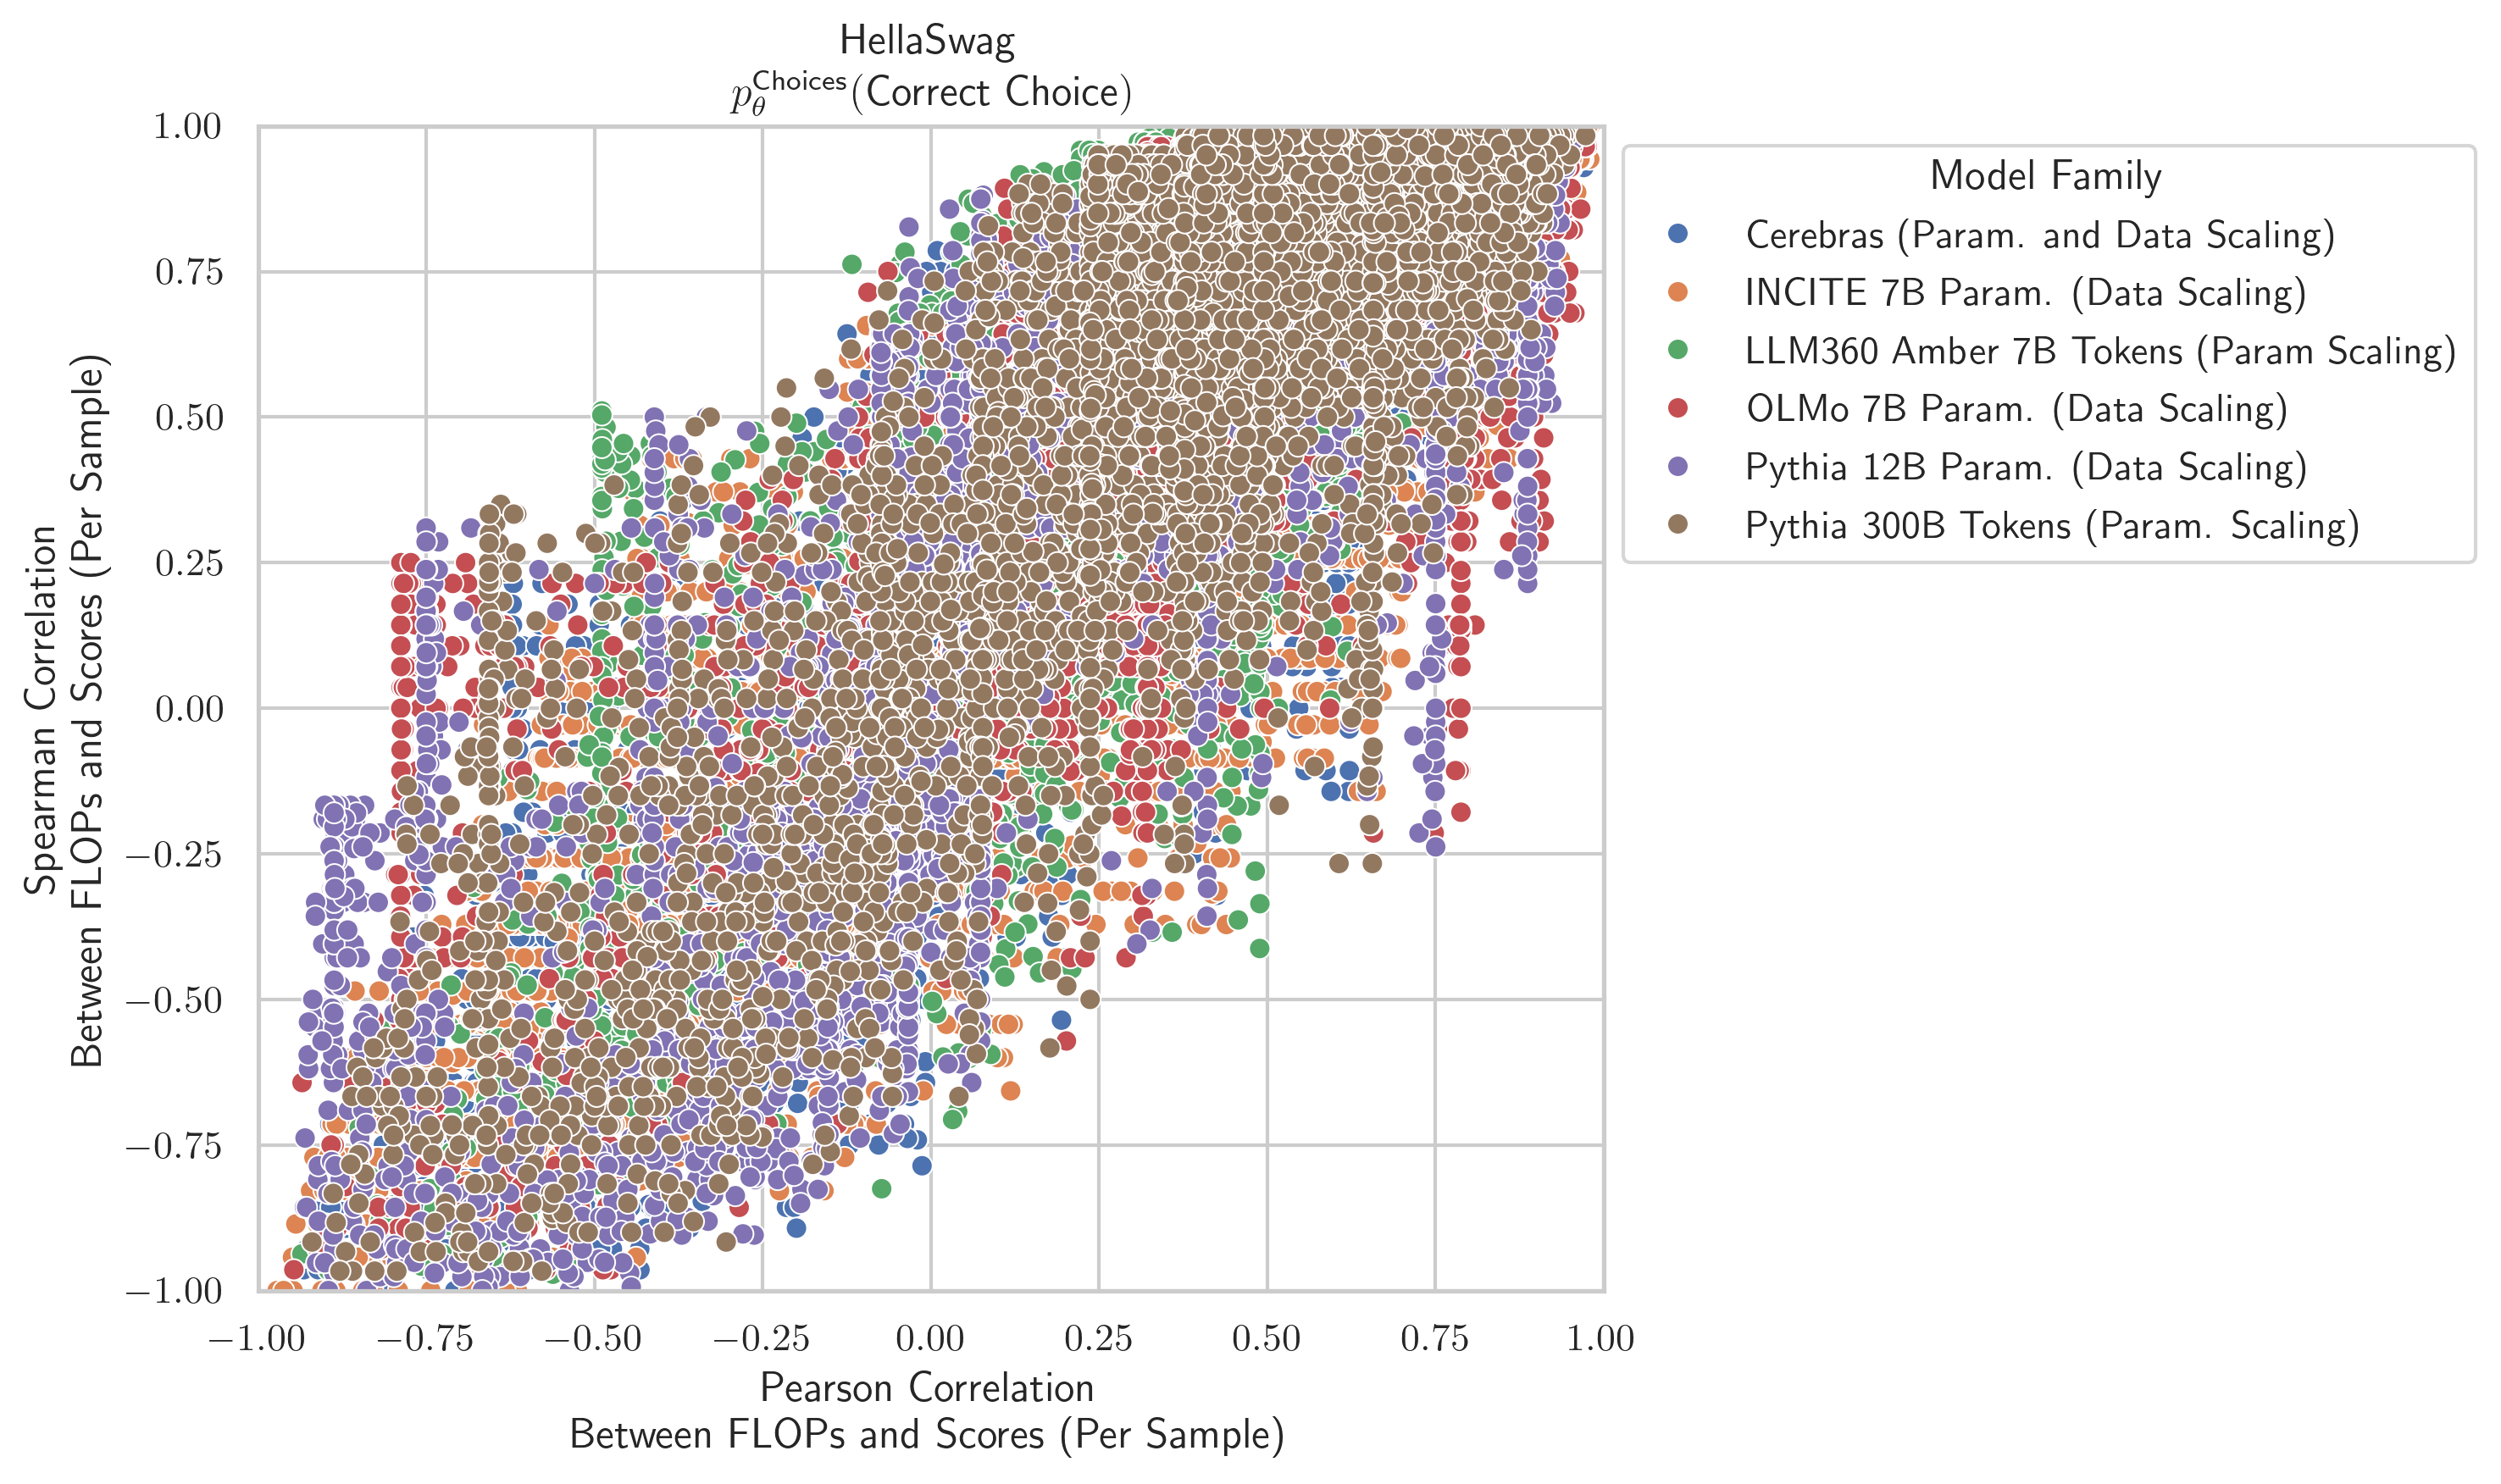 HellaSwag
p_θ^Choices(Correct Choice)
1.00
0.75
0.50
0.25
0.00
−0.25
−0.50
−0.75
−1.00
Spearman Correlation
Between FLOPs and Scores (Per Sample)
−1.00 −0.75 −0.50 −0.25 0.00 0.25 0.50 0.75 1.00
Pearson Correlation
Between FLOPs and Scores (Per Sample)
Model Family
Cerebras (Param. and Data Scaling)
INCITE 7B Param. (Data Scaling)
LLM360 Amber 7B Tokens (Param Scaling)
OLMo 7B Param. (Data Scaling)
Pythia 12B Param. (Data Scaling)
Pythia 300B Tokens (Param. Scaling)